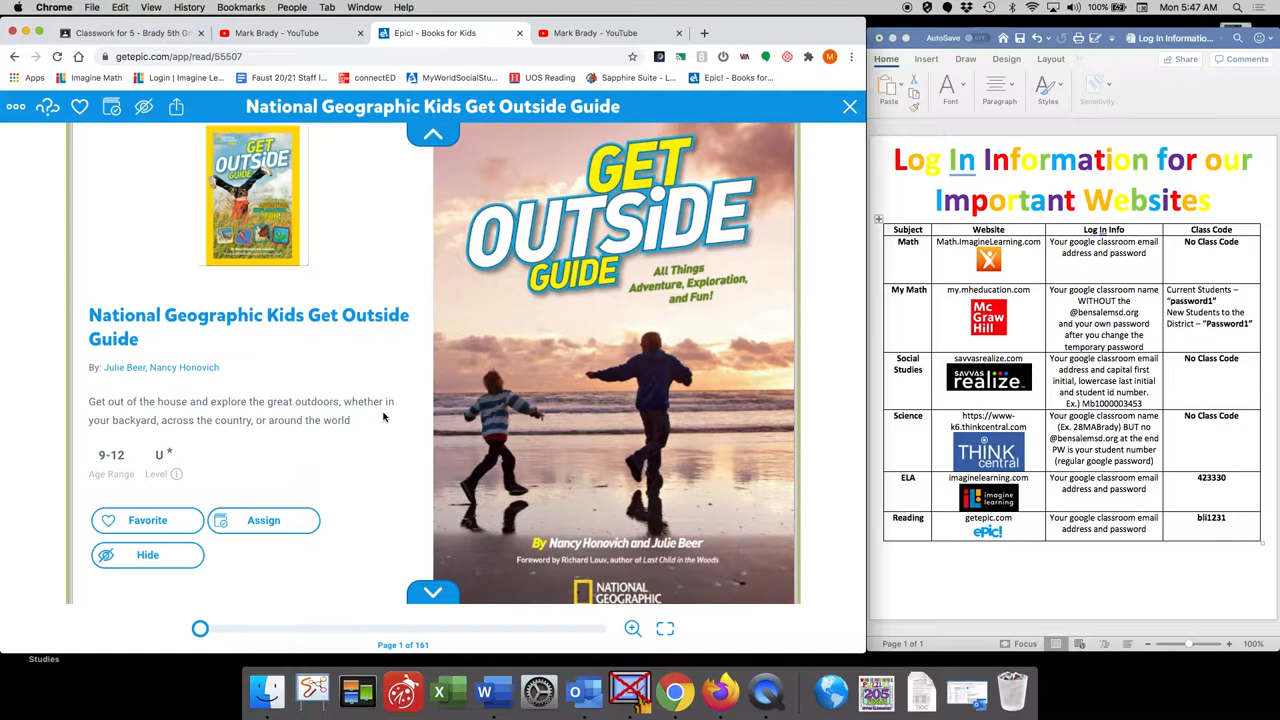 Chrome File Edit View History Bookmarks People Tab Window Help
100% Mon 5:47 AM
Classwork for 5 - Brady 5th G
Mark Brady - YouTube
Epic! - Books for Kids
Mark Brady - YouTube
getepic.com/app/read/55507
Apps
Imagine Math
Login | Imagine Le...
Faust 20/21 Staff I...
connectED
MyWorldSocialStu...
UOS Reading
Sapphire Suite - L...
Epic! - Books for...
National Geographic Kids Get Outside Guide
GET
OUTSiDE
GUIDE
National Geographic Kids Get Outside
Guide
By: Julie Beer, Nancy Honovich
Get out of the house and explore the great outdoors, whether in
your backyard, across the country, or around the world
9-12 U *
Age Range Level
Favorite
Assign
Hide
GET
OUTSiDE
GUIDE
All Things
Adventure, Exploration,
and Fun!
By Nancy Honovich and Julie Beer
Foreword by Richard Louv, author of Last Child in the Woods
NATIONAL
GEOGRAPHIC
Page 1 of 161
Studies
AutoSave OFF
Log In Informatio...
Home Insert Draw Design Layout
Share
Comments
Paste Font Paragraph Styles Sensitivity
Log In Information for our
Important Websites
Subject Website Log In Info Class Code
Math Math.ImagineLearning.com Your google classroom email No Class Code
address and password
My Math my.mheducation.com Your google classroom name Current Students –
WITHOUT the "password1"
@bensalemsd.org New Students to the
and your own password District – "Password1"
after you change the
temporary password
Mc
Graw
Hill
Social savvasrealize.com Your google classroom email No Class Code
Studies address and capital first
initial, lowercase last initial
and student id number.
Ex.) Mb1000003453
SAVVAS
realize
Science https://www- Your google classroom name No Class Code
k6.thinkcentral.com (Ex. 28MABrady) BUT no
@bensalemsd.org at the end
PW is your student number
(regular google password)
THINK
central
ELA imaginelearning.com Your google classroom email 423330
address and password
imagine
learning
Reading getepic.com Your google classroom email bli1231
address and password
epic!
Page 1 of 1
Focus
100%
205
DOC